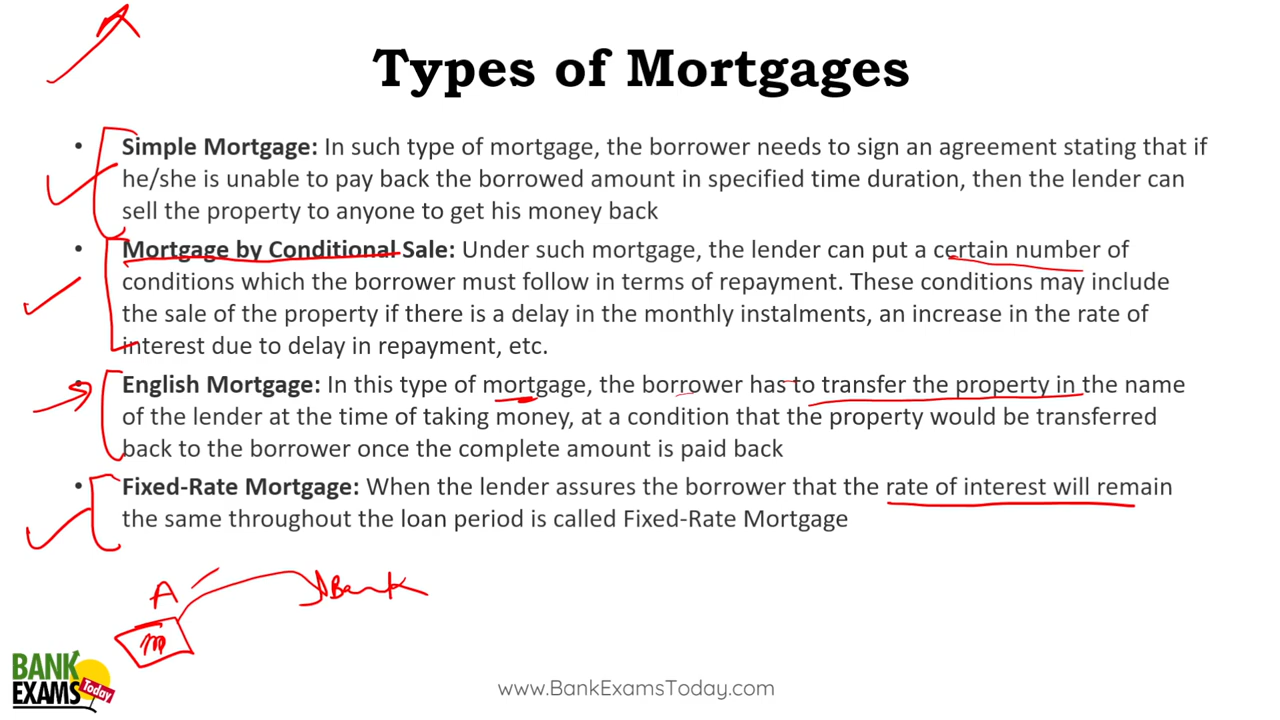 Types of Mortgages
• Simple Mortgage: In such type of mortgage, the borrower needs to sign an agreement stating that if
he/she is unable to pay back the borrowed amount in specified time duration, then the lender can
sell the property to anyone to get his money back
• Mortgage by Conditional Sale: Under such mortgage, the lender can put a certain number of
conditions which the borrower must follow in terms of repayment. These conditions may include
the sale of the property if there is a delay in the monthly instalments, an increase in the rate of
interest due to delay in repayment, etc.
• English Mortgage: In this type of mortgage, the borrower has to transfer the property in the name
of the lender at the time of taking money, at a condition that the property would be transferred
back to the borrower once the complete amount is paid back
• Fixed-Rate Mortgage: When the lender assures the borrower that the rate of interest will remain
the same throughout the loan period is called Fixed-Rate Mortgage
A Bank
BANK
EXAMS Today
www.BankExamsToday.com